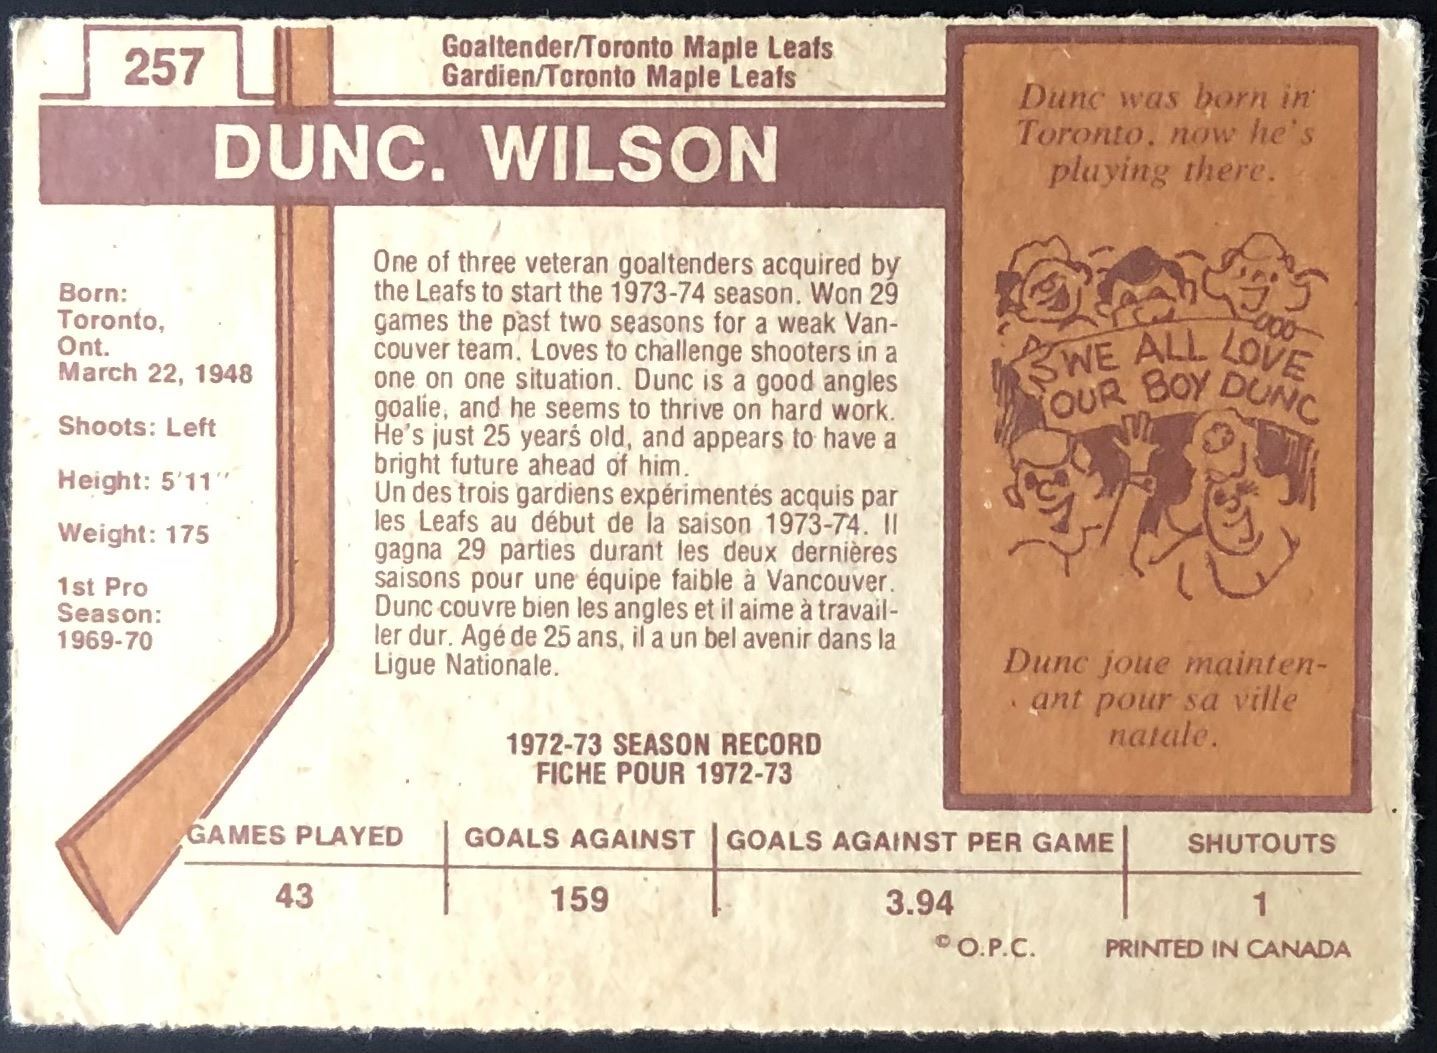 257
Goaltender/Toronto Maple Leafs
Gardien/Toronto Maple Leafs
DUNC. WILSON
Born:
Toronto,
Ont.
March 22, 1948
Shoots: Left
Height: 5'11"
Weight: 175
1st Pro
Season:
1969-70
One of three veteran goaltenders acquired by
the Leafs to start the 1973-74 season. Won 29
games the past two seasons for a weak Van-
couver team. Loves to challenge shooters in a
one on one situation. Dunc is a good angles
goalie, and he seems to thrive on hard work.
He's just 25 years old, and appears to have a
bright future ahead of him.
Un des trois gardiens expérimentés acquis par
les Leafs au début de la saison 1973-74. Il
gagna 29 parties durant les deux dernières
saisons pour une équipe faible à Vancouver.
Dunc couvre bien les angles et il aime à travail-
ler dur. Agé de 25 ans, il a un bel avenir dans la
Ligue Nationale.
Dunc was born in
Toronto, now he's
playing there.
WE ALL LOVE
OUR BOY DUNC
Dunc joue mainten-
ant pour sa ville
natale.
1972-73 SEASON RECORD
FICHE POUR 1972-73
GAMES PLAYED GOALS AGAINST GOALS AGAINST PER GAME SHUTOUTS
43 159 3.94 1
© O.P.C. PRINTED IN CANADA